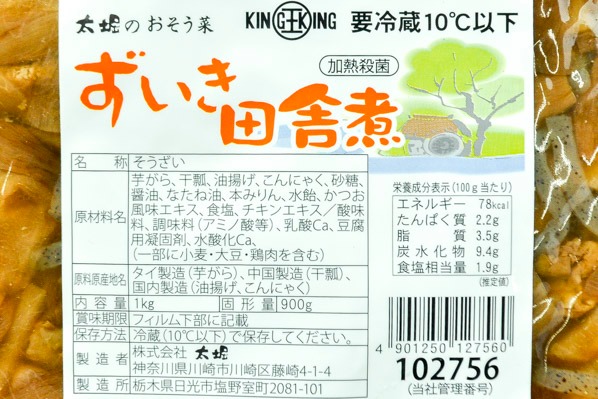 太堀のおそう菜 KING GK KING 要冷蔵10℃以下
加熱殺菌
ずいき田舎煮
名 称 そうざい
原材料名 芋がら、干瓢、油揚げ、こんにゃく、砂糖、
醤油、なたね油、本みりん、水飴、かつお
風味エキス、食塩、チキンエキス／酸味
料、調味料（アミノ酸等）、乳酸Ca、豆腐
用凝固剤、水酸化Ca、
（一部に小麦・大豆・鶏肉を含む）
原料原産地名 タイ製造（芋がら）、中国製造（干瓢）、
国内製造（油揚げ、こんにゃく）
内 容 量 1kg 固 形 量 900g
賞味期限 フィルム下部に記載
保存方法 冷蔵（10℃以下）で保存してください。
製 造 者 株式会社 太堀
神奈川県川崎市川崎区藤崎4-1-4
製 造 所 栃木県日光市塩野室町2081-101
栄養成分表示（100g当たり）
エネルギー 78kcal
たんぱく質 2.2g
脂 質 3.5g
炭 水 化 物 9.4g
食塩相当量 1.9g
（推定値）
4 901250 127560
102756
（当社管理番号）